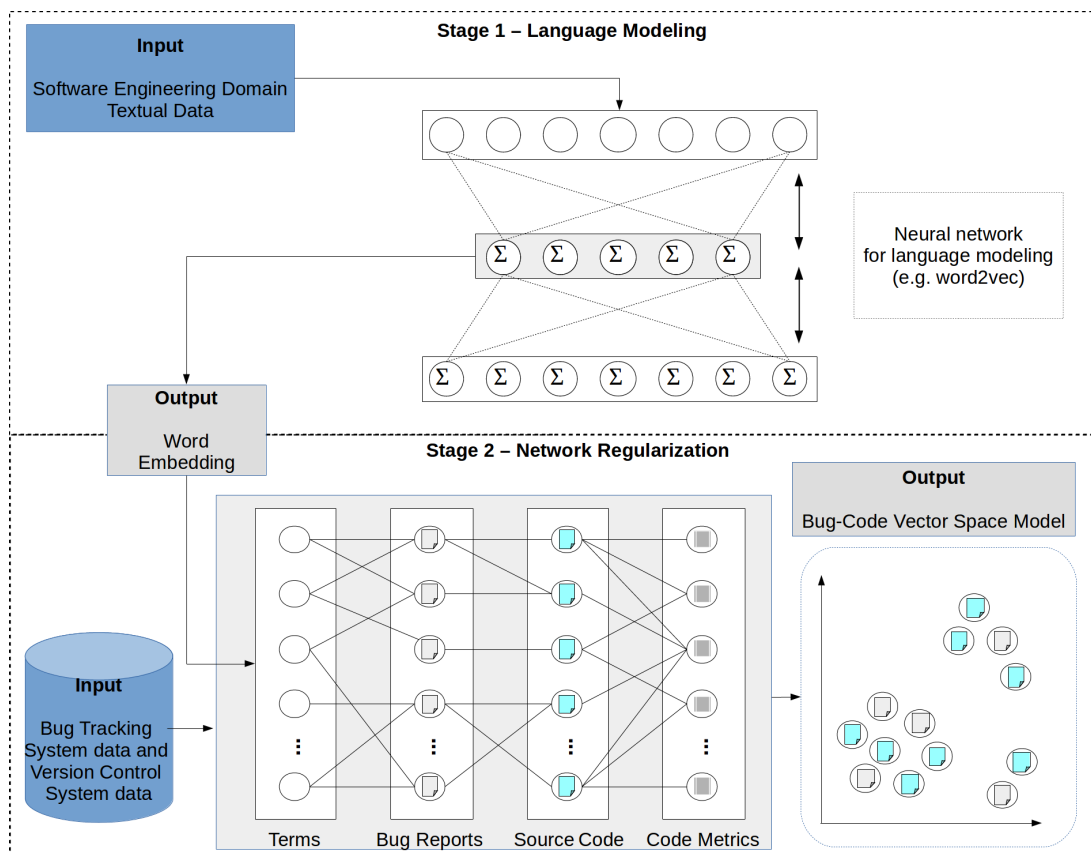 Stage 1 – Language Modeling
Input
Software Engineering Domain
Textual Data
Neural network
for language modeling
(e.g. word2vec)
Σ Σ Σ Σ Σ
Σ Σ Σ Σ Σ Σ Σ
Output
Word
Embedding
Stage 2 – Network Regularization
Output
Bug-Code Vector Space Model
Input
Bug Tracking
System data and
Version Control
System data
... ... ... ...
Terms Bug Reports Source Code Code Metrics